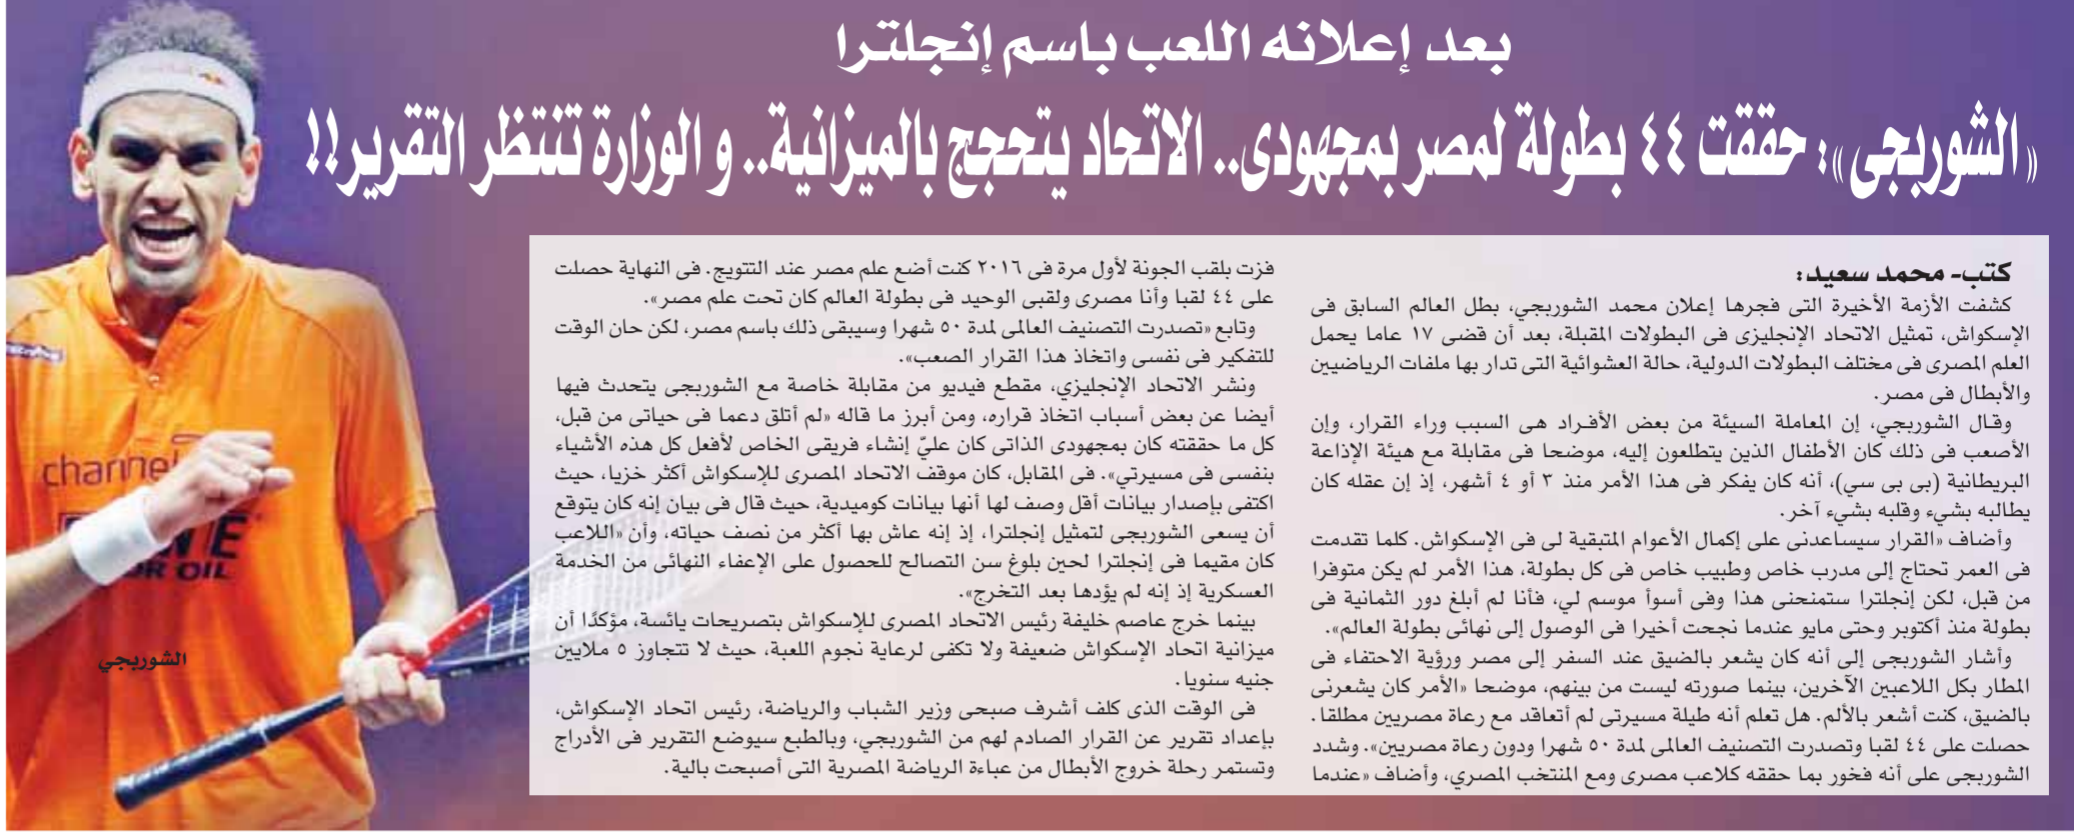 بعد إعلانه اللعب باسم إنجلترا
«الشوربجى»: حققت ٤٤ بطولة لمصر بمجهودى.. الاتحاد يتحجج بالميزانية.. و الوزارة تنتظر التقرير!!
كتب- محمد سعيد:
كشفت الأزمة الأخيرة التى فجرها إعلان محمد الشوربجي، بطل العالم السابق فى
الإسكواش، تمثيل الاتحاد الإنجليزى فى البطولات المقبلة، بعد أن قضى ١٧ عاما يحمل
العلم المصرى فى مختلف البطولات الدولية، حالة العشوائية التى تدار بها ملفات الرياضيين
والأبطال فى مصر.
وقال الشوربجي، إن المعاملة السيئة من بعض الأفراد هى السبب وراء القرار، وإن
الأصعب فى ذلك كان الأطفال الذين يتطلعون إليه، موضحا فى مقابلة مع هيئة الإذاعة
البريطانية (بى بى سي)، أنه كان يفكر فى هذا الأمر منذ ٣ أو ٤ أشهر، إذ إن عقله كان
يطالبه بشيء وقلبه بشيء آخر.
وأضاف «القرار سيساعدنى على إكمال الأعوام المتبقية لى فى الإسكواش. كلما تقدمت
فى العمر تحتاج إلى مدرب خاص وطبيب خاص فى كل بطولة، هذا الأمر لم يكن متوفرا
من قبل، لكن إنجلترا ستمنحنى هذا وفى أسوأ موسم لي، فأنا لم أبلغ دور الثمانية فى
بطولة منذ أكتوبر وحتى مايو عندما نجحت أخيرا فى الوصول إلى نهائى بطولة العالم».
وأشار الشوربجى إلى أنه كان يشعر بالضيق عند السفر إلى مصر ورؤية الاحتفاء فى
المطار بكل اللاعبين الآخرين، بينما صورته ليست من بينهم، موضحا «الأمر كان يشعرنى
بالضيق، كنت أشعر بالألم. هل تعلم أنه طيلة مسيرتى لم أتعاقد مع رعاة مصريين مطلقا.
حصلت على ٤٤ لقبا وتصدرت التصنيف العالمى لمدة ٥٠ شهرا ودون رعاة مصريين». وشدد
الشوربجى على أنه فخور بما حققه كلاعب مصرى ومع المنتخب المصري، وأضاف «عندما
فزت بلقب الجونة لأول مرة فى ٢٠١٦ كنت أضع علم مصر عند التتويج. فى النهاية حصلت
على ٤٤ لقبا وأنا مصرى ولقبى الوحيد فى بطولة العالم كان تحت علم مصر».
وتابع «تصدرت التصنيف العالمى لمدة ٥٠ شهرا وسيبقى ذلك باسم مصر، لكن حان الوقت
للتفكير فى نفسى واتخاذ هذا القرار الصعب».
ونشر الاتحاد الإنجليزي، مقطع فيديو من مقابلة خاصة مع الشوربجى يتحدث فيها
أيضا عن بعض أسباب اتخاذ قراره، ومن أبرز ما قاله «لم أتلق دعما فى حياتى من قبل،
كل ما حققته كان بمجهودى الذاتى كان عليّ إنشاء فريقى الخاص لأفعل كل هذه الأشياء
بنفسى فى مسيرتي». فى المقابل، كان موقف الاتحاد المصرى للإسكواش أكثر خزيا، حيث
اكتفى بإصدار بيانات أقل وصف لها أنها بيانات كوميدية، حيث قال فى بيان إنه كان يتوقع
أن يسعى الشوربجى لتمثيل إنجلترا، إذ إنه عاش بها أكثر من نصف حياته، وأن «اللاعب
كان مقيما فى إنجلترا لحين بلوغ سن التصالح للحصول على الإعفاء النهائى من الخدمة
العسكرية إذ إنه لم يؤدها بعد التخرج».
بينما خرج عاصم خليفة رئيس الاتحاد المصرى للإسكواش بتصريحات يائسة، مؤكدًا أن
ميزانية اتحاد الإسكواش ضعيفة ولا تكفى لرعاية نجوم اللعبة، حيث لا تتجاوز ٥ ملايين
جنيه سنويا.
فى الوقت الذى كلف أشرف صبحى وزير الشباب والرياضة، رئيس اتحاد الإسكواش،
بإعداد تقرير عن القرار الصادم لهم من الشوربجي، وبالطبع سيوضع التقرير فى الأدراج
وتستمر رحلة خروج الأبطال من عباءة الرياضة المصرية التى أصبحت بالية.
الشوربجي
channel
OR OIL